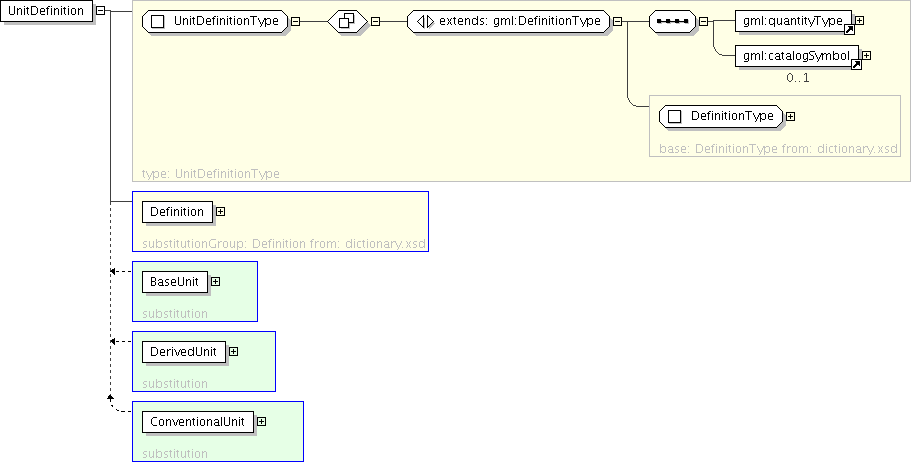 UnitDefinition
UnitDefinitionType
extends: gml:DefinitionType
gml:quantityType
gml:catalogSymbol
0..1
DefinitionType
base: DefinitionType from: dictionary.xsd
type: UnitDefinitionType
Definition
substitutionGroup: Definition from: dictionary.xsd
BaseUnit
substitution
DerivedUnit
substitution
ConventionalUnit
substitution